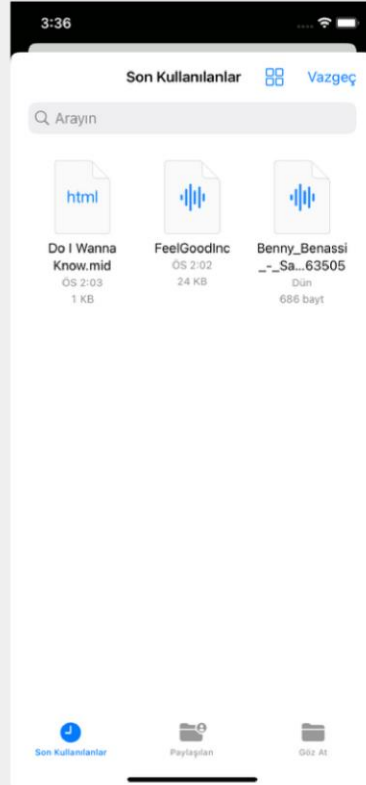 3:36
Son Kullanılanlar
Vazgeç
Arayın
html
Do I Wanna
Know.mid
ÖS 2:03
1 KB
FeelGoodInc
ÖS 2:02
24 KB
Benny_Benassi
_-_Sa...63505
Dün
686 bayt
Son Kullanılanlar
Paylaşılan
Göz At